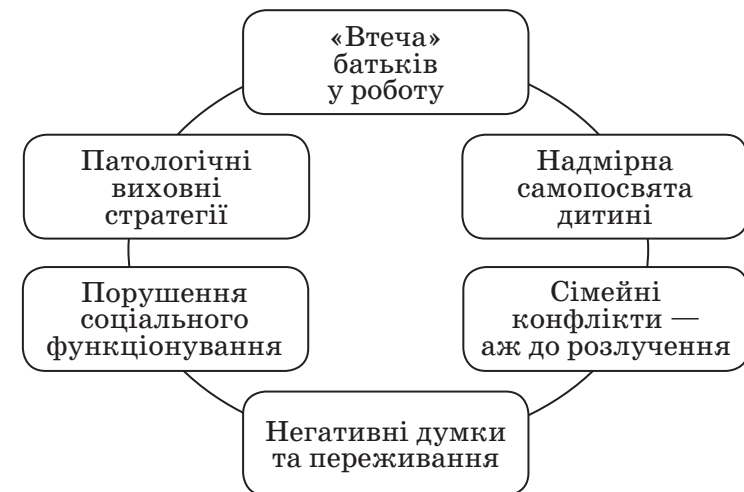 «Втеча»
батьків
у роботу
Патологічні
виховні
стратегії
Надмірна
самопосвята
дитині
Порушення
соціального
функціонування
Сімейні
конфлікти —
аж до розлучення
Негативні думки
та переживання